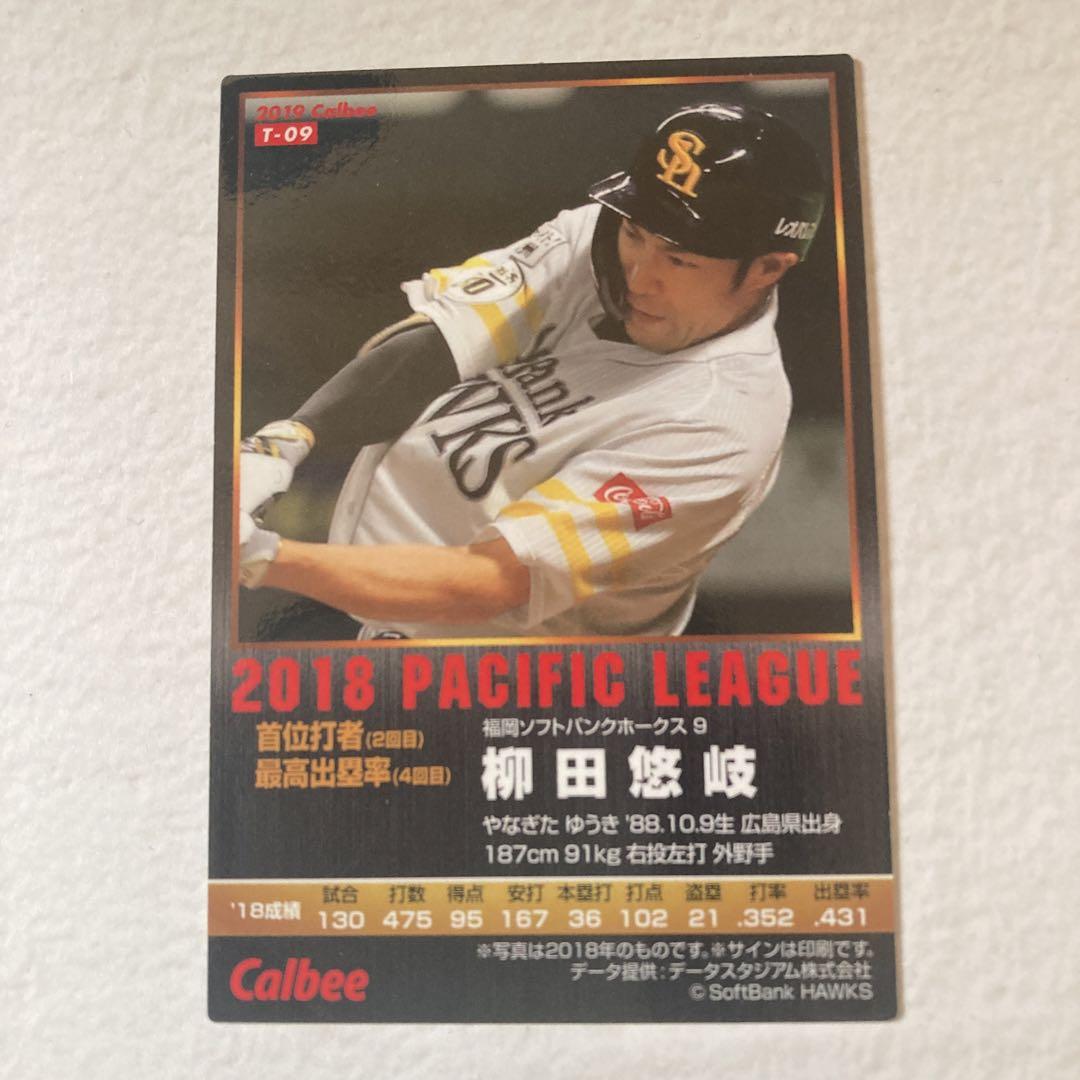 2019 Calbee
T-09
SH
レオパレス
Bank
WKS
2018 PACIFIC LEAGUE
首位打者(2回目)
最高出塁率(4回目)
福岡ソフトバンクホークス 9
柳田悠岐
やなぎた ゆうき '88.10.9生 広島県出身
187cm 91kg 右投左打 外野手
試合 打数 得点 安打 本塁打 打点 盗塁 打率 出塁率
'18成績 130 475 95 167 36 102 21 .352 .431
※写真は2018年のものです。※サインは印刷です。
データ提供:データスタジアム株式会社
Calbee
© SoftBank HAWKS